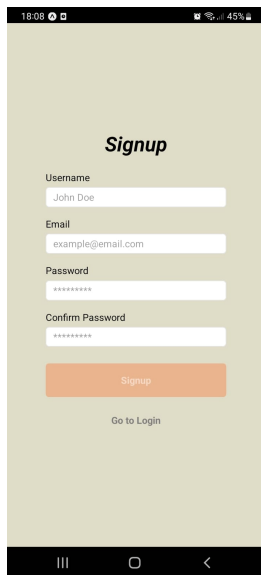 18:08 45%
Signup
Username
John Doe
Email
example@email.com
Password
*********
Confirm Password
*********
Signup
Go to Login